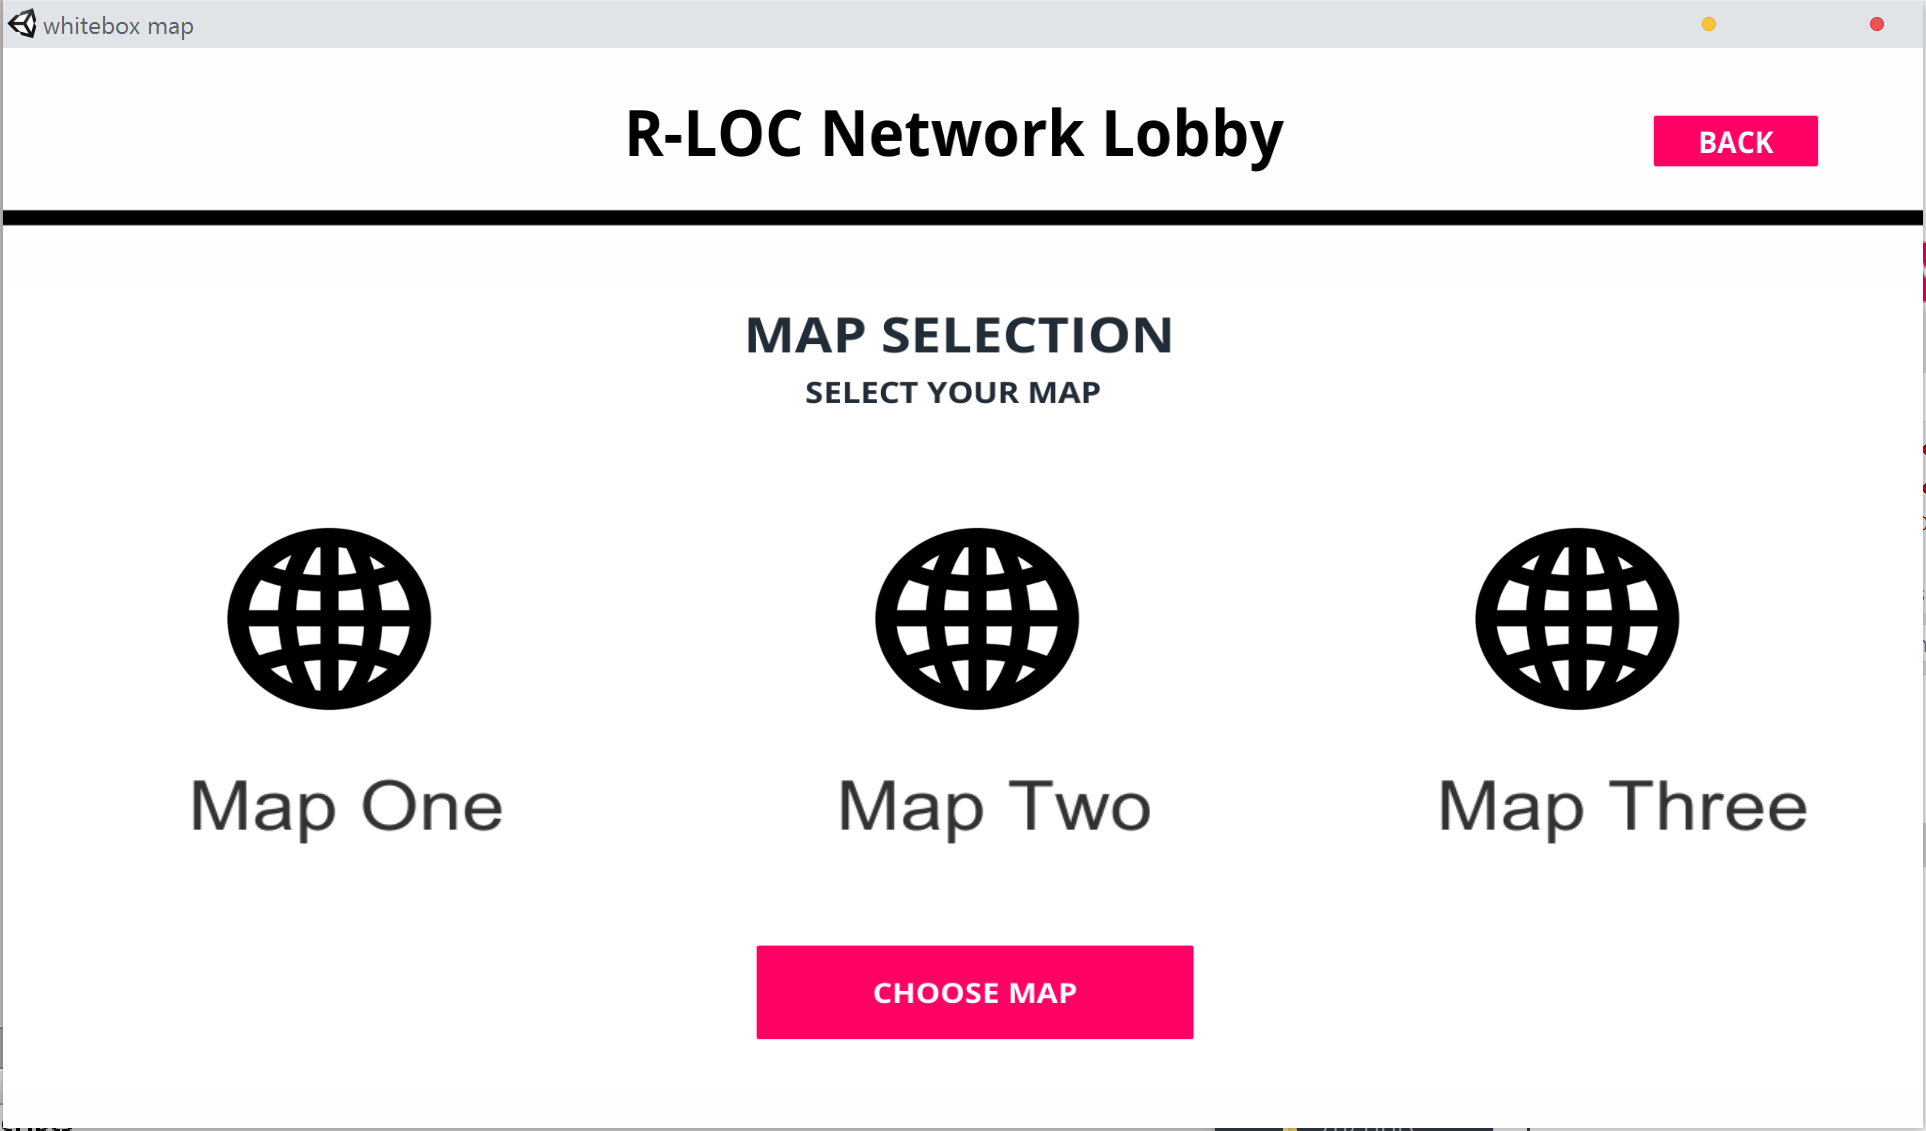 whitebox map
R-LOC Network Lobby
BACK
MAP SELECTION
SELECT YOUR MAP
Map One
Map Two
Map Three
CHOOSE MAP